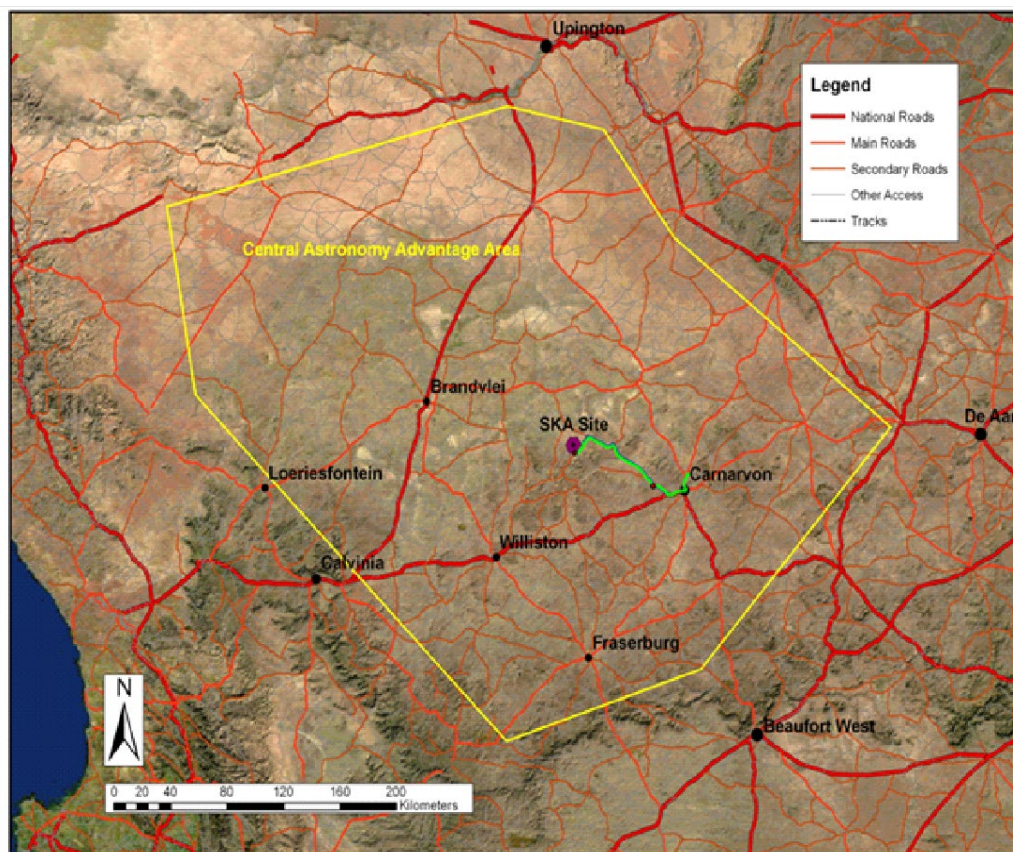 Upington
Legend
National Roads
Main Roads
Secondary Roads
Other Access
Tracks
Central Astronomy Advantage Area
Brandvlei
SKA Site
De Aar
Loeriesfontein
Carnarvon
Williston
Calvinia
Fraserburg
N
Beaufort West
0 20 40 80 120 160 200
Kilometers